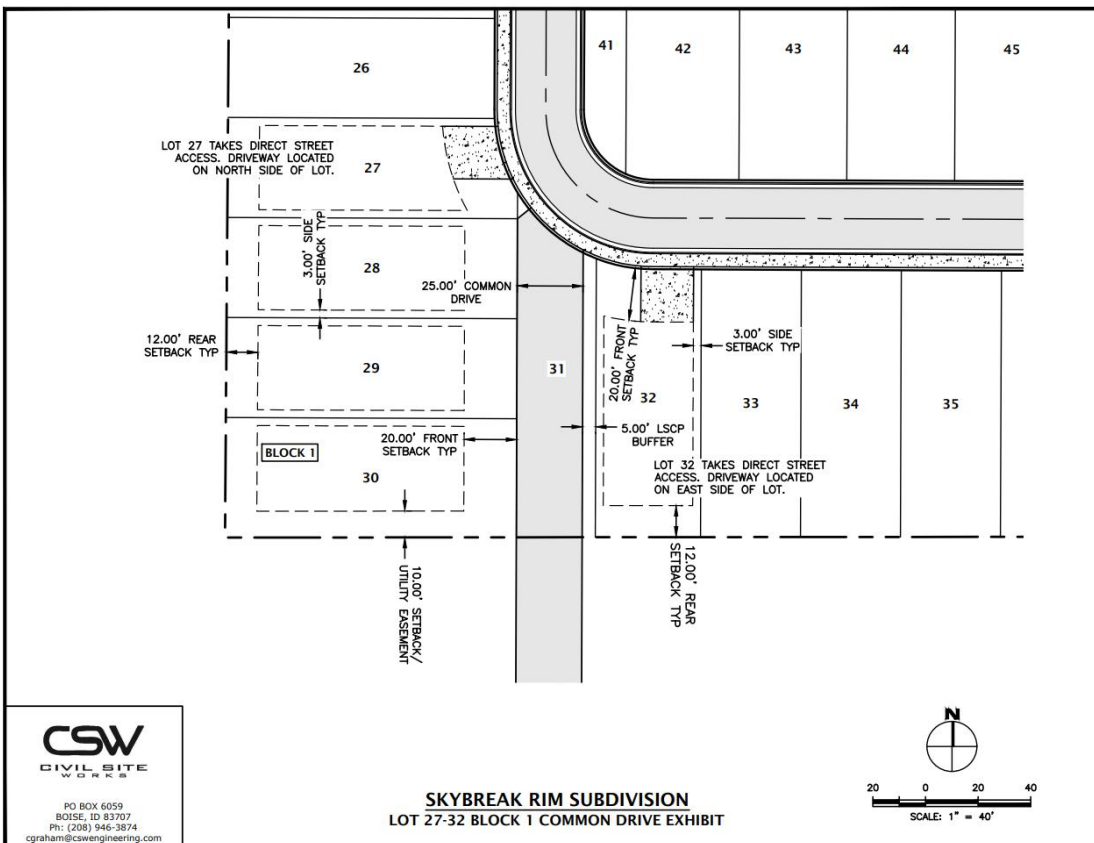 26
41
42
43
44
45
LOT 27 TAKES DIRECT STREET
ACCESS. DRIVEWAY LOCATED
ON NORTH SIDE OF LOT.
27
3.00' SIDE
SETBACK TYP
28
25.00' COMMON
DRIVE
12.00' REAR
SETBACK TYP
29
31
20.00' FRONT
SETBACK TYP
3.00' SIDE
SETBACK TYP
32
33
34
35
BLOCK 1
20.00' FRONT
SETBACK TYP
5.00' LSCP
BUFFER
30
LOT 32 TAKES DIRECT STREET
ACCESS. DRIVEWAY LOCATED
ON EAST SIDE OF LOT.
10.00' SETBACK/
UTILITY EASEMENT
12.00' REAR
SETBACK TYP
CSW
CIVIL SITE
WORKS
PO BOX 6059
BOISE, ID 83707
Ph: (208) 946-3874
cgraham@cswengineering.com
SKYBREAK RIM SUBDIVISION
LOT 27-32 BLOCK 1 COMMON DRIVE EXHIBIT
N
20 0 20 40
SCALE: 1" = 40'